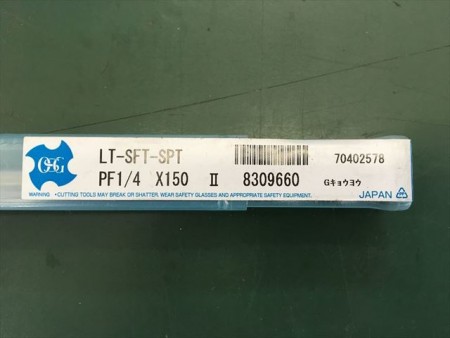 OSG
LT-SFT-SPT
70402578
PF1/4 X150 II 8309660
Gキョウヨウ
WARNING • CUTTING TOOLS MAY BREAK OR SHATTER. WEAR SAFETY GLASSES AND APPROPRIATE SAFETY EQUIPMENT.
JAPAN